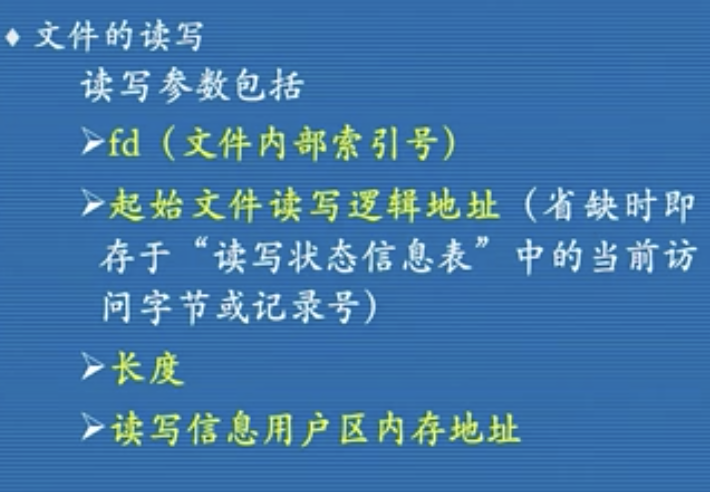 ♦ 文件的读写
读写参数包括
➢fd（文件内部索引号）
➢起始文件读写逻辑地址（省缺时即
存于“读写状态信息表”中的当前访
问字节或记录号）
➢长度
➢读写信息用户区内存地址